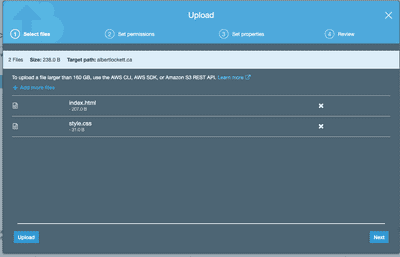 Upload
1 Select files 2 Set permissions 3 Set properties 4 Review
2 Files Size: 228.0 B Target path: albertlockett.ca
To upload a file larger than 160 GB, use the AWS CLI, AWS SDK, or Amazon S3 REST API. Learn more
+ Add more files
index.html
- 207.0 B
style.css
- 21.0 B
Upload Next